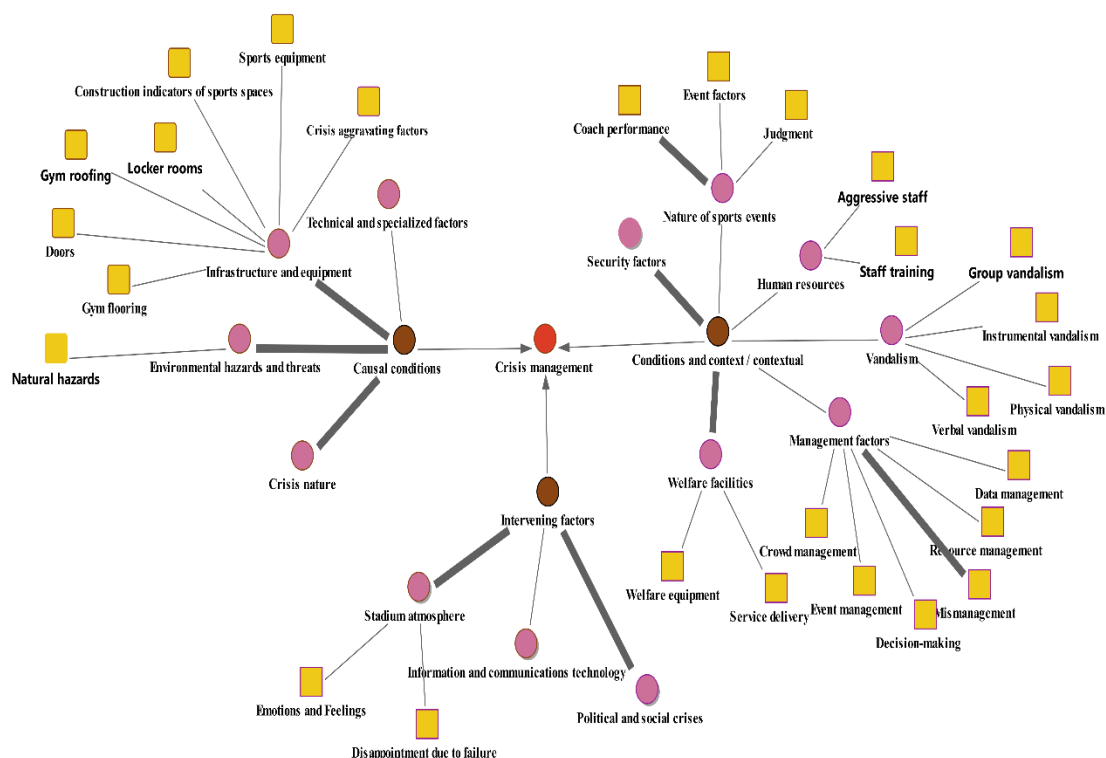 Sports equipment
Event factors
Construction indicators of sports spaces
Coach performance
Crisis aggravating factors
Judgment
Gym roofing
Locker rooms
Aggressive staff
Technical and specialized factors
Nature of sports events
Doors
Infrastructure and equipment
Security factors
Human resources
Staff training
Group vandalism
Gym flooring
Instrumental vandalism
Natural hazards
Environmental hazards and threats
Causal conditions
Crisis management
Conditions and context / contextual
Vandalism
Physical vandalism
Verbal vandalism
Management factors
Crisis nature
Welfare facilities
Data management
Intervening factors
Crowd management
Resource management
Welfare equipment
Service delivery
Event management
Mismanagement
Stadium atmosphere
Decision-making
Information and communications technology
Emotions and Feelings
Political and social crises
Disappointment due to failure